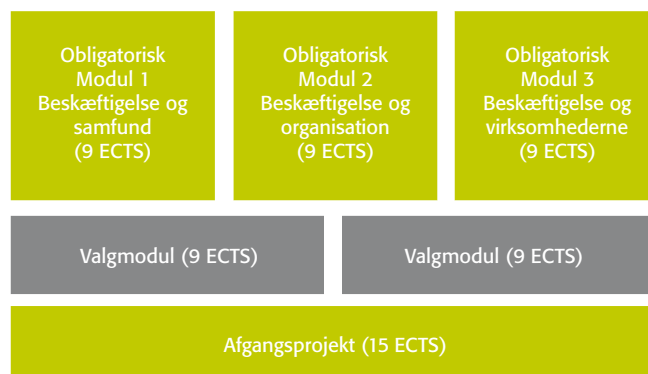 Obligatorisk
Modul 1
Beskæftigelse og
samfund
(9 ECTS)
Obligatorisk
Modul 2
Beskæftigelse og
organisation
(9 ECTS)
Obligatorisk
Modul 3
Beskæftigelse og
virksomhederne
(9 ECTS)
Valgmodul (9 ECTS)
Valgmodul (9 ECTS)
Afgangsprojekt (15 ECTS)